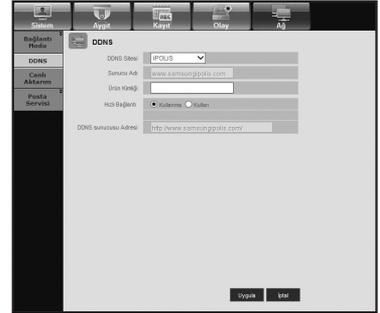 Sistem
Aygıt
Kayıt
Olay
Ağ
Bağlantı
Modu
DDNS
Canlı
Aktarım
Posta
Servisi
DDNS
DDNS Sitesi
iPOLiS
Sunucu Adı
www.samsungipolis.com
Ürün Kimliği
Hızlı Bağlantı
Kullanma
Kullan
DDNS sunucusu Adresi
http://www.samsungipolis.com/
Uygula
İptal